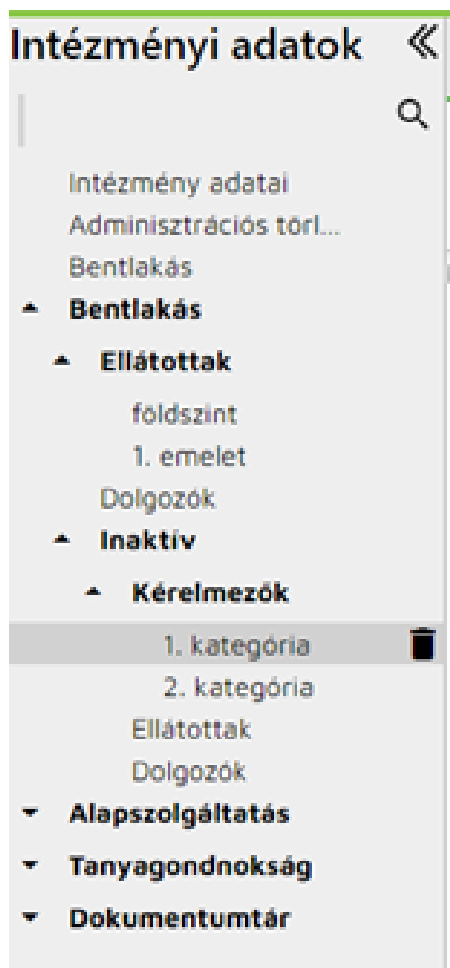 Intézményi adatok
Intézmény adatai
Adminisztrációs törl...
Bentlakás
Bentlakás
Ellátottak
földszint
1. emelet
Dolgozók
Inaktív
Kérelmezők
1. kategória
2. kategória
Ellátottak
Dolgozók
Alapszolgáltatás
Tanyagondnokság
Dokumentumtár